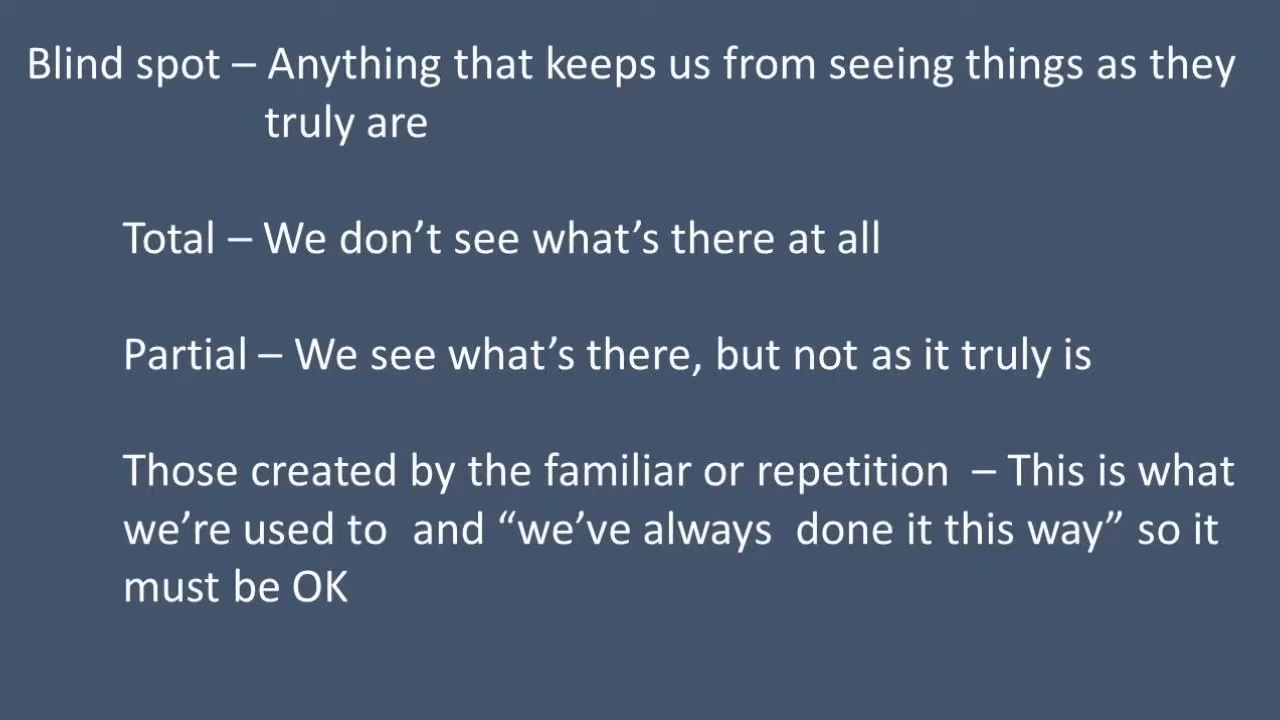 Blind spot – Anything that keeps us from seeing things as they
truly are
Total – We don’t see what’s there at all
Partial – We see what’s there, but not as it truly is
Those created by the familiar or repetition – This is what
we’re used to and “we’ve always done it this way” so it
must be OK